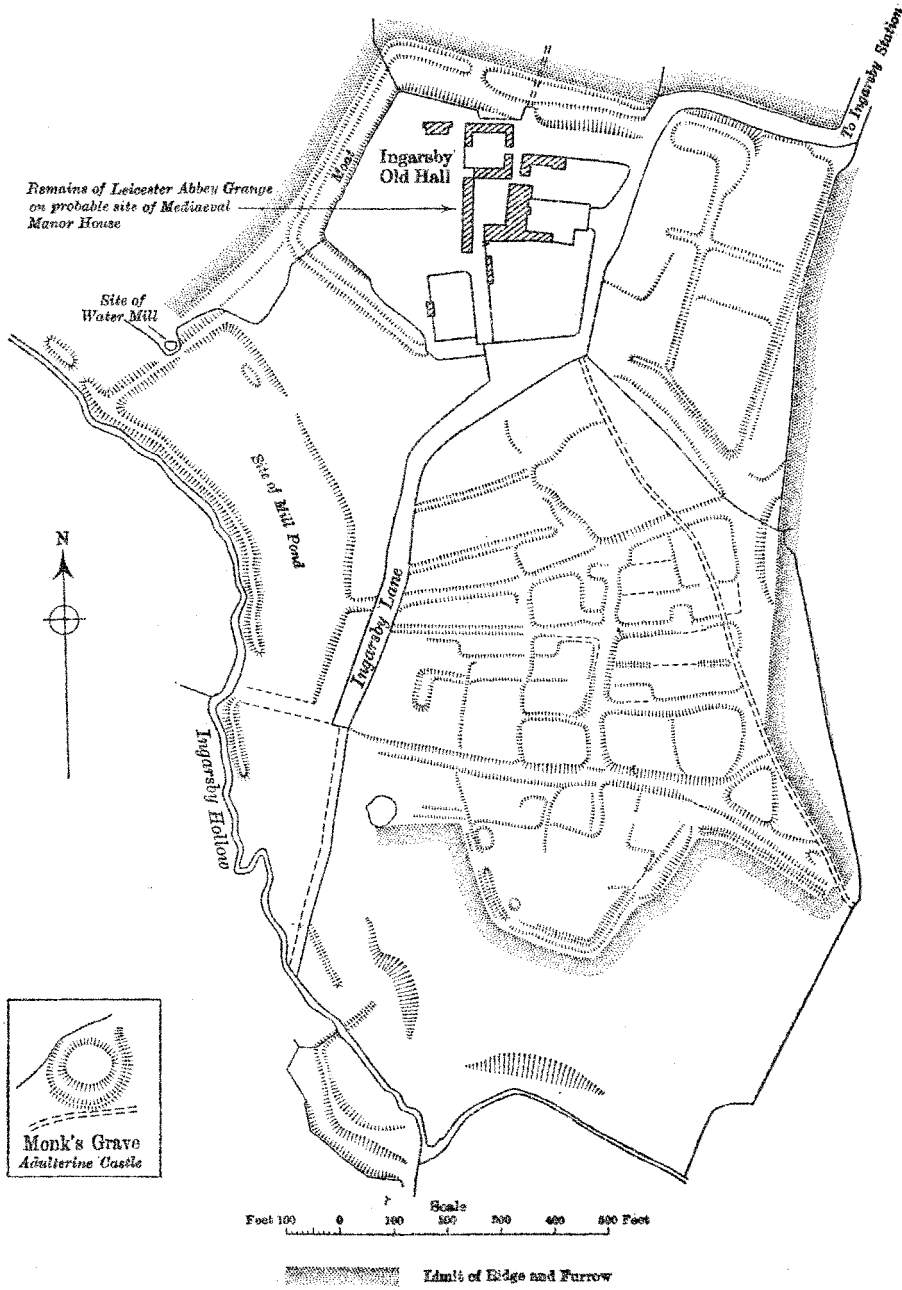 To Ingarsby Station
Ingarsby
Old Hall
Moat
Remains of Leicester Abbey Grange
on probable site of Mediaeval
Manor House
Site of
Water Mill
Site of Mill Pond
N
Ingarsby Lane
Ingarsby Hollow
Monk's Grave
Adulterine Castle
Scale
Feet 100 0 100 200 300 400 500 Feet
Limit of Ridge and Furrow